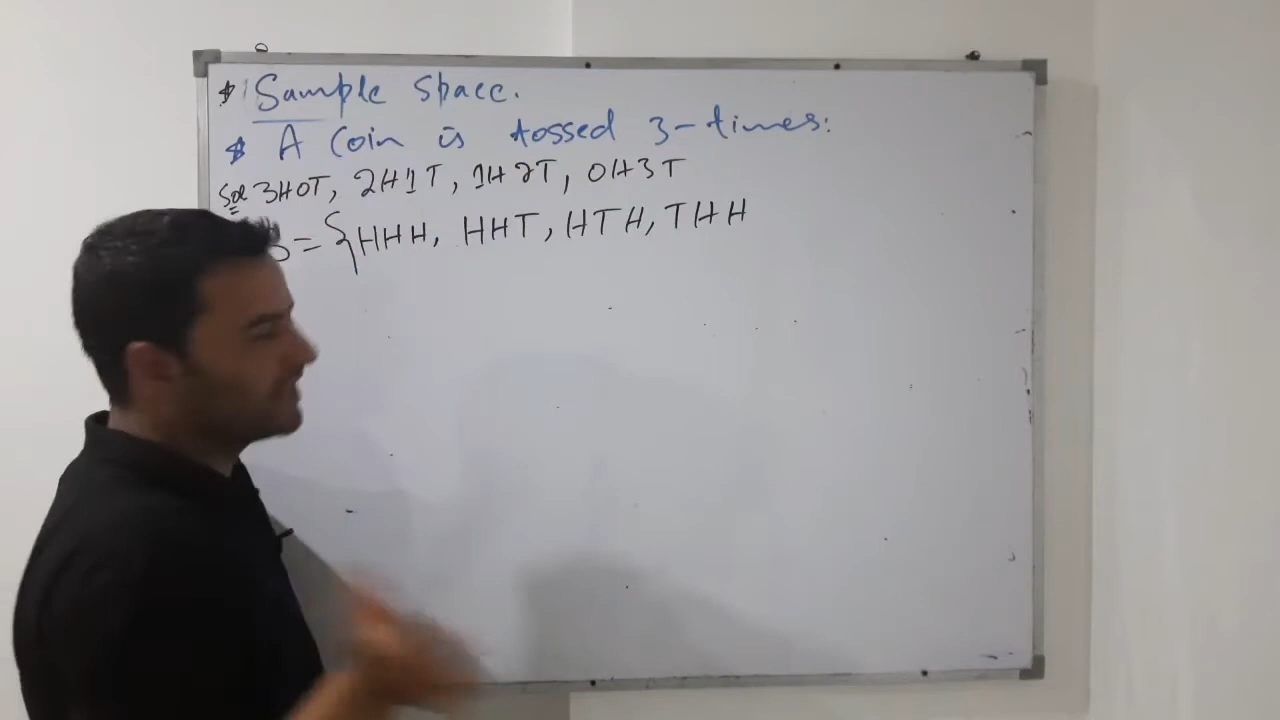 * Sample Space.
* A Coin is tossed 3-times:
Sol 3H0T, 2H1T, 1H2T, 0H3T
= {HHH, HHT, HTH, THH